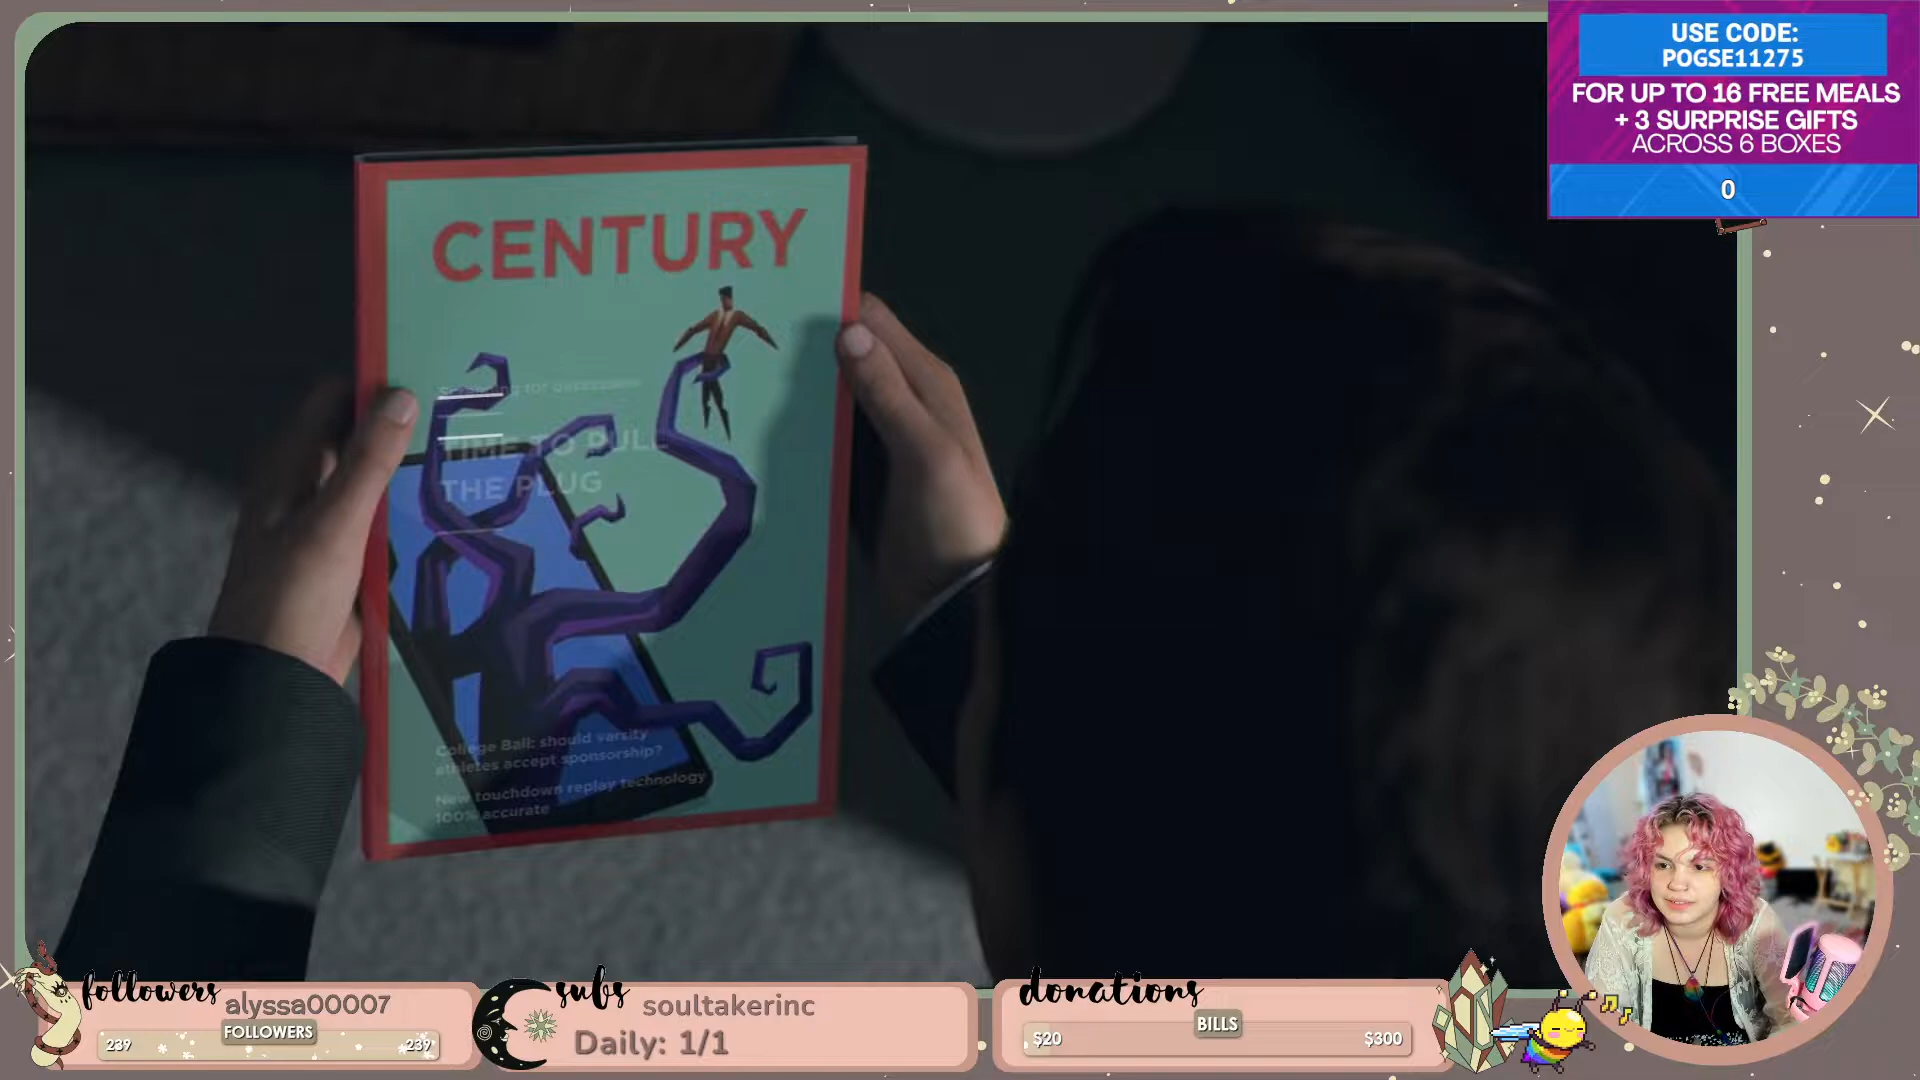 USE CODE:
POGSE11275
FOR UP TO 16 FREE MEALS
+ 3 SURPRISE GIFTS
ACROSS 6 BOXES
0
CENTURY
TIME TO PULL
THE PLUG
College Ball: should varsity
athletes accept sponsorship?
New touchdown replay technology
100% accurate
followers
alyssa00007
FOLLOWERS
239
239
subs
soultakerinc
Daily: 1/1
donations
BILLS
$20
$300